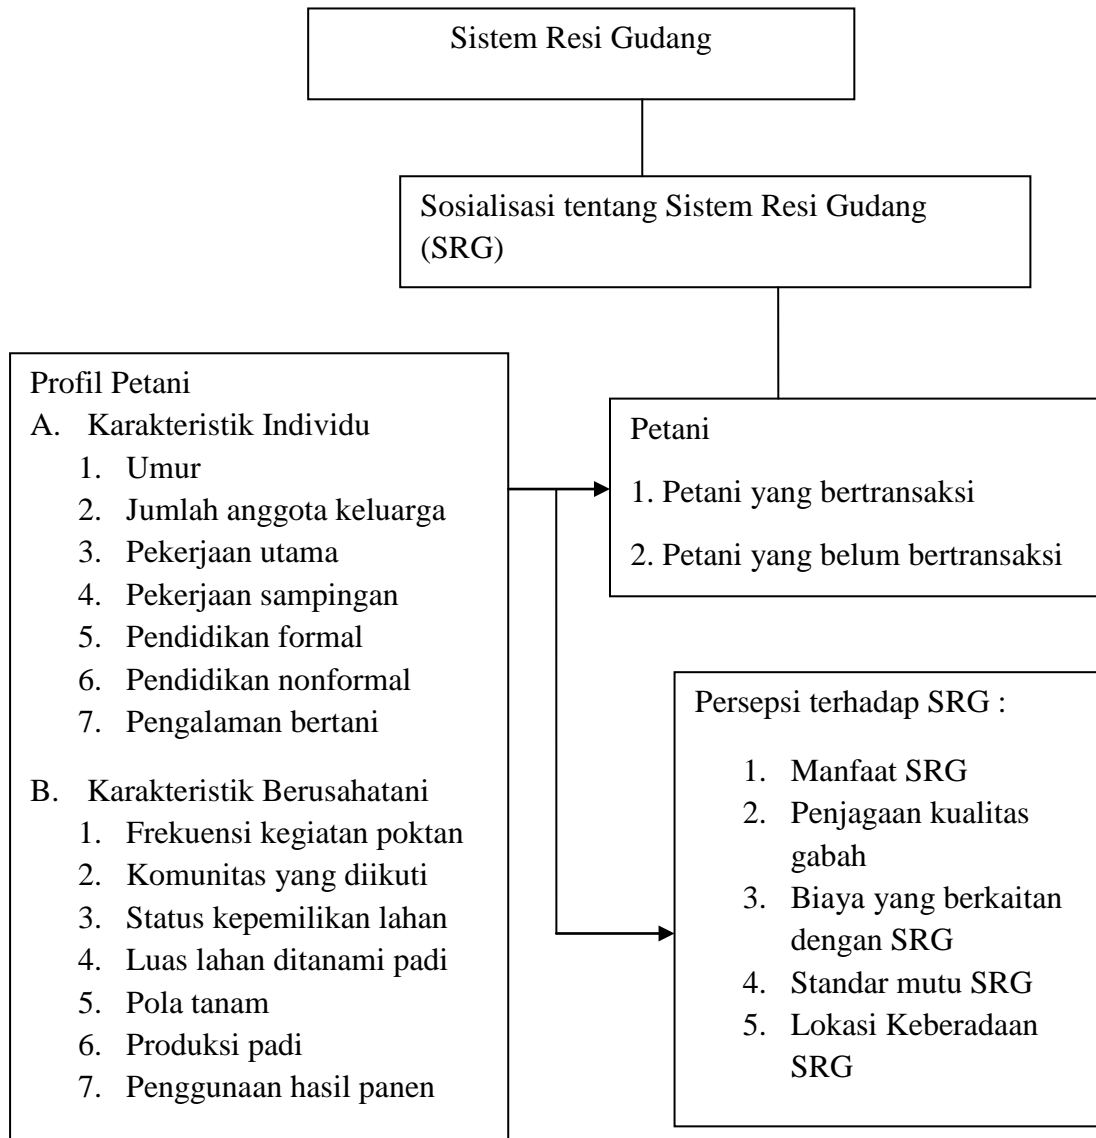 Sistem Resi Gudang
Sosialisasi tentang Sistem Resi Gudang
(SRG)
Profil Petani
A. Karakteristik Individu
1. Umur
2. Jumlah anggota keluarga
3. Pekerjaan utama
4. Pekerjaan sampingan
5. Pendidikan formal
6. Pendidikan nonformal
7. Pengalaman bertani
B. Karakteristik Berusahatani
1. Frekuensi kegiatan poktan
2. Komunitas yang diikuti
3. Status kepemilikan lahan
4. Luas lahan ditanami padi
5. Pola tanam
6. Produksi padi
7. Penggunaan hasil panen
Petani
1. Petani yang bertransaksi
2. Petani yang belum bertransaksi
Persepsi terhadap SRG :
1. Manfaat SRG
2. Penjagaan kualitas
gabah
3. Biaya yang berkaitan
dengan SRG
4. Standar mutu SRG
5. Lokasi Keberadaan
SRG